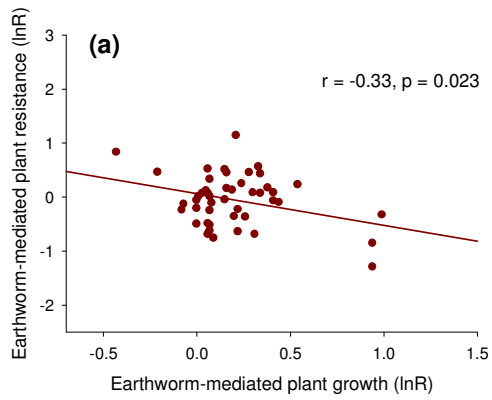 (a)
r = -0.33, p = 0.023
Earthworm-mediated plant resistance (lnR)
3
2
1
0
-1
-2
-0.5 0.0 0.5 1.0 1.5
Earthworm-mediated plant growth (lnR)